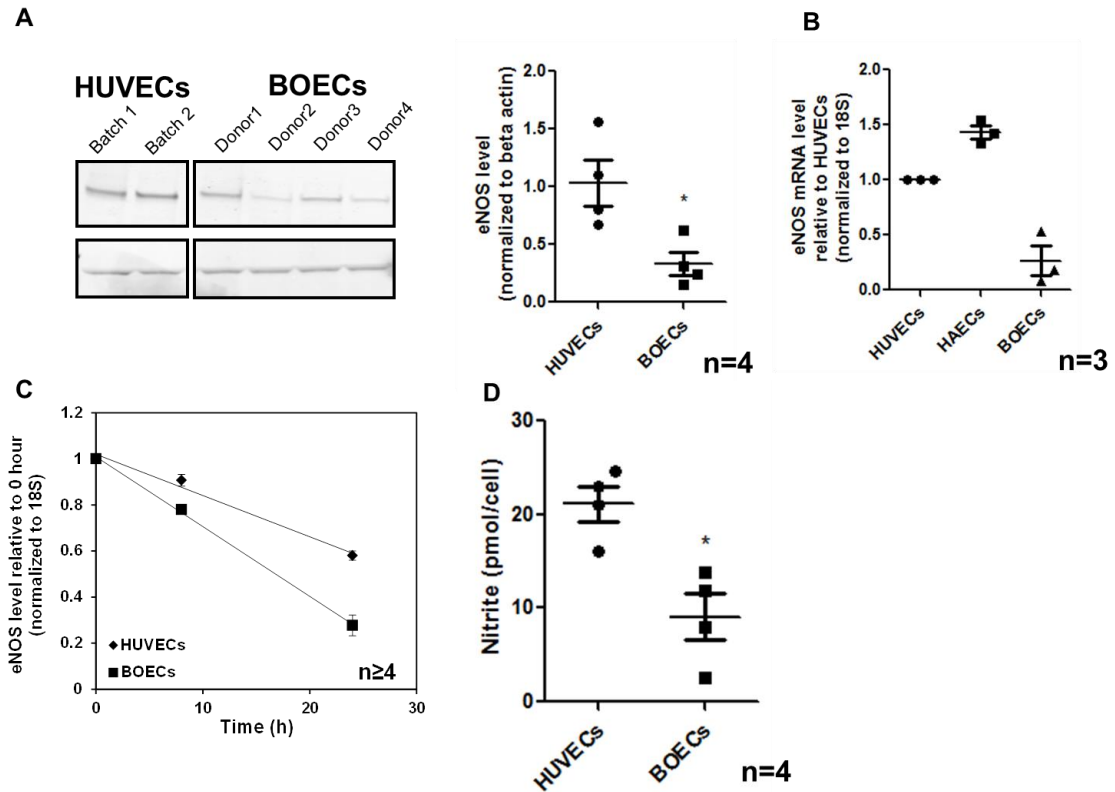 A
HUVECs BOECs
Batch 1 Batch 2 Donor1 Donor2 Donor3 Donor4
eNOS level
(normalized to beta actin)
2.0
1.5
1.0
0.5
0.0
*
HUVECs BOECs
n=4
B
eNOS mRNA level
relative to HUVECs
(normalized to 18S)
2.0
1.5
1.0
0.5
0.0
HUVECs HAECs BOECs
n=3
C
eNOS level relative to 0 hour
(normalized to 18S)
1.2
1
0.8
0.6
0.4
0.2
0
HUVECs
BOECs
n≥4
0 10 20 30
Time (h)
D
Nitrite (pmol/cell)
30
20
10
0
*
HUVECs BOECs
n=4